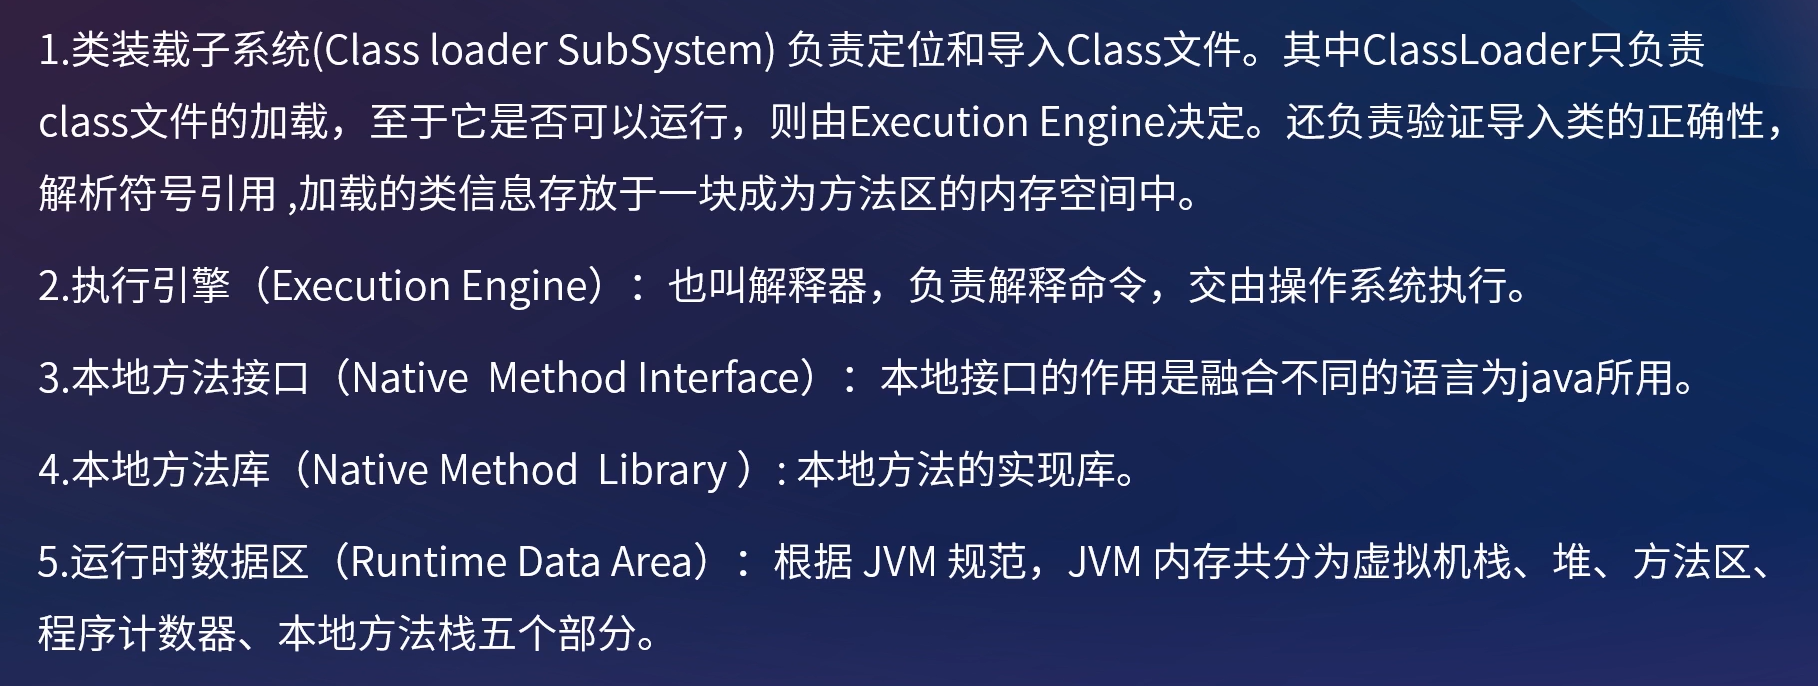 1.类装载子系统(Class loader SubSystem) 负责定位和导入Class文件。其中ClassLoader只负责
class文件的加载，至于它是否可以运行，则由Execution Engine决定。还负责验证导入类的正确性，
解析符号引用 ,加载的类信息存放于一块成为方法区的内存空间中。
2.执行引擎（Execution Engine）：也叫解释器，负责解释命令，交由操作系统执行。
3.本地方法接口（Native  Method Interface）：本地接口的作用是融合不同的语言为java所用。
4.本地方法库（Native Method  Library ）: 本地方法的实现库。
5.运行时数据区（Runtime Data Area）：根据 JVM 规范，JVM 内存共分为虚拟机栈、堆、方法区、
程序计数器、本地方法栈五个部分。